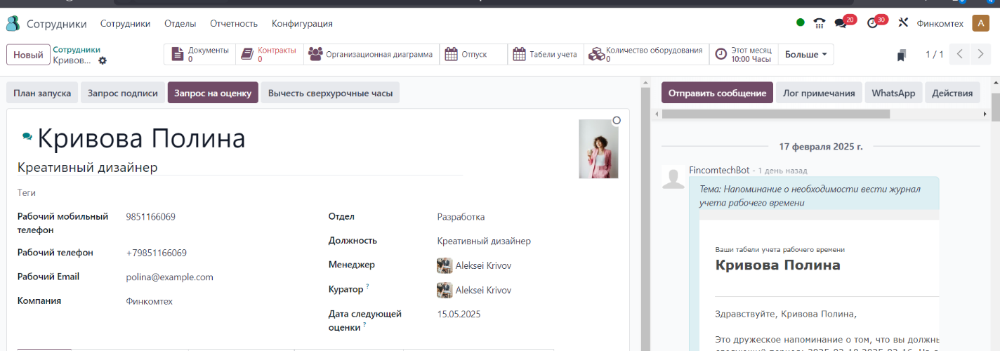 Сотрудники Сотрудники Отделы Отчетность Конфигурация 20 30 Финкомтех A
Новый Сотрудники
Кривов...
Документы
0
Контракты
0
Организационная диаграмма
Отпуск
Табели учета
Количество оборудования
0
Этот месяц
10:00 Часы
Больше
1 / 1
План запуска Запрос подписи Запрос на оценку Вычесть сверхурочные часы
Отправить сообщение Лог примечания WhatsApp Действия
Кривова Полина
Креативный дизайнер
Теги
Рабочий мобильный телефон 9851166069
Рабочий телефон +79851166069
Рабочий Email polina@example.com
Компания Финкомтех
Отдел Разработка
Должность Креативный дизайнер
Менеджер Aleksei Krivov
Куратор ? Aleksei Krivov
Дата следующей оценки ? 15.05.2025
17 февраля 2025 г.
FincomtechBot - 1 день назад
Тема: Напоминание о необходимости вести журнал
учета рабочего времени
Ваши табели учета рабочего времени
Кривова Полина
Здравствуйте, Кривова Полина,
Это дружеское напоминание о том, что вы